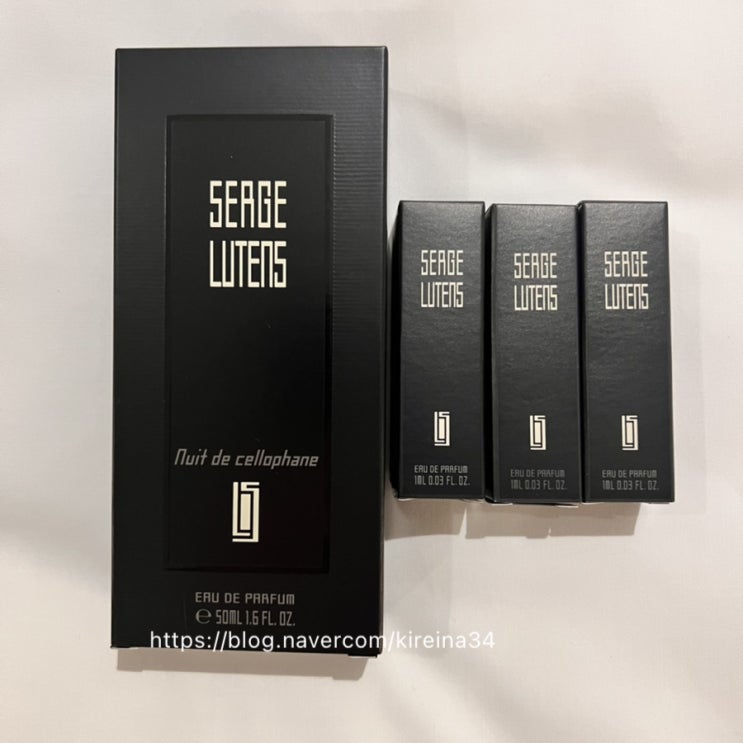 SERGE
LUTENS
Nuit de cellophane
EAU DE PARFUM
℮ 50ML 1.6 FL. OZ.
SERGE
LUTENS
EAU DE PARFUM
1ML 0.03 FL. OZ.
SERGE
LUTENS
EAU DE PARFUM
1ML 0.03 FL. OZ.
SERGE
LUTENS
EAU DE PARFUM
1ML 0.03 FL. OZ.
https://blog.navercom/kireina34